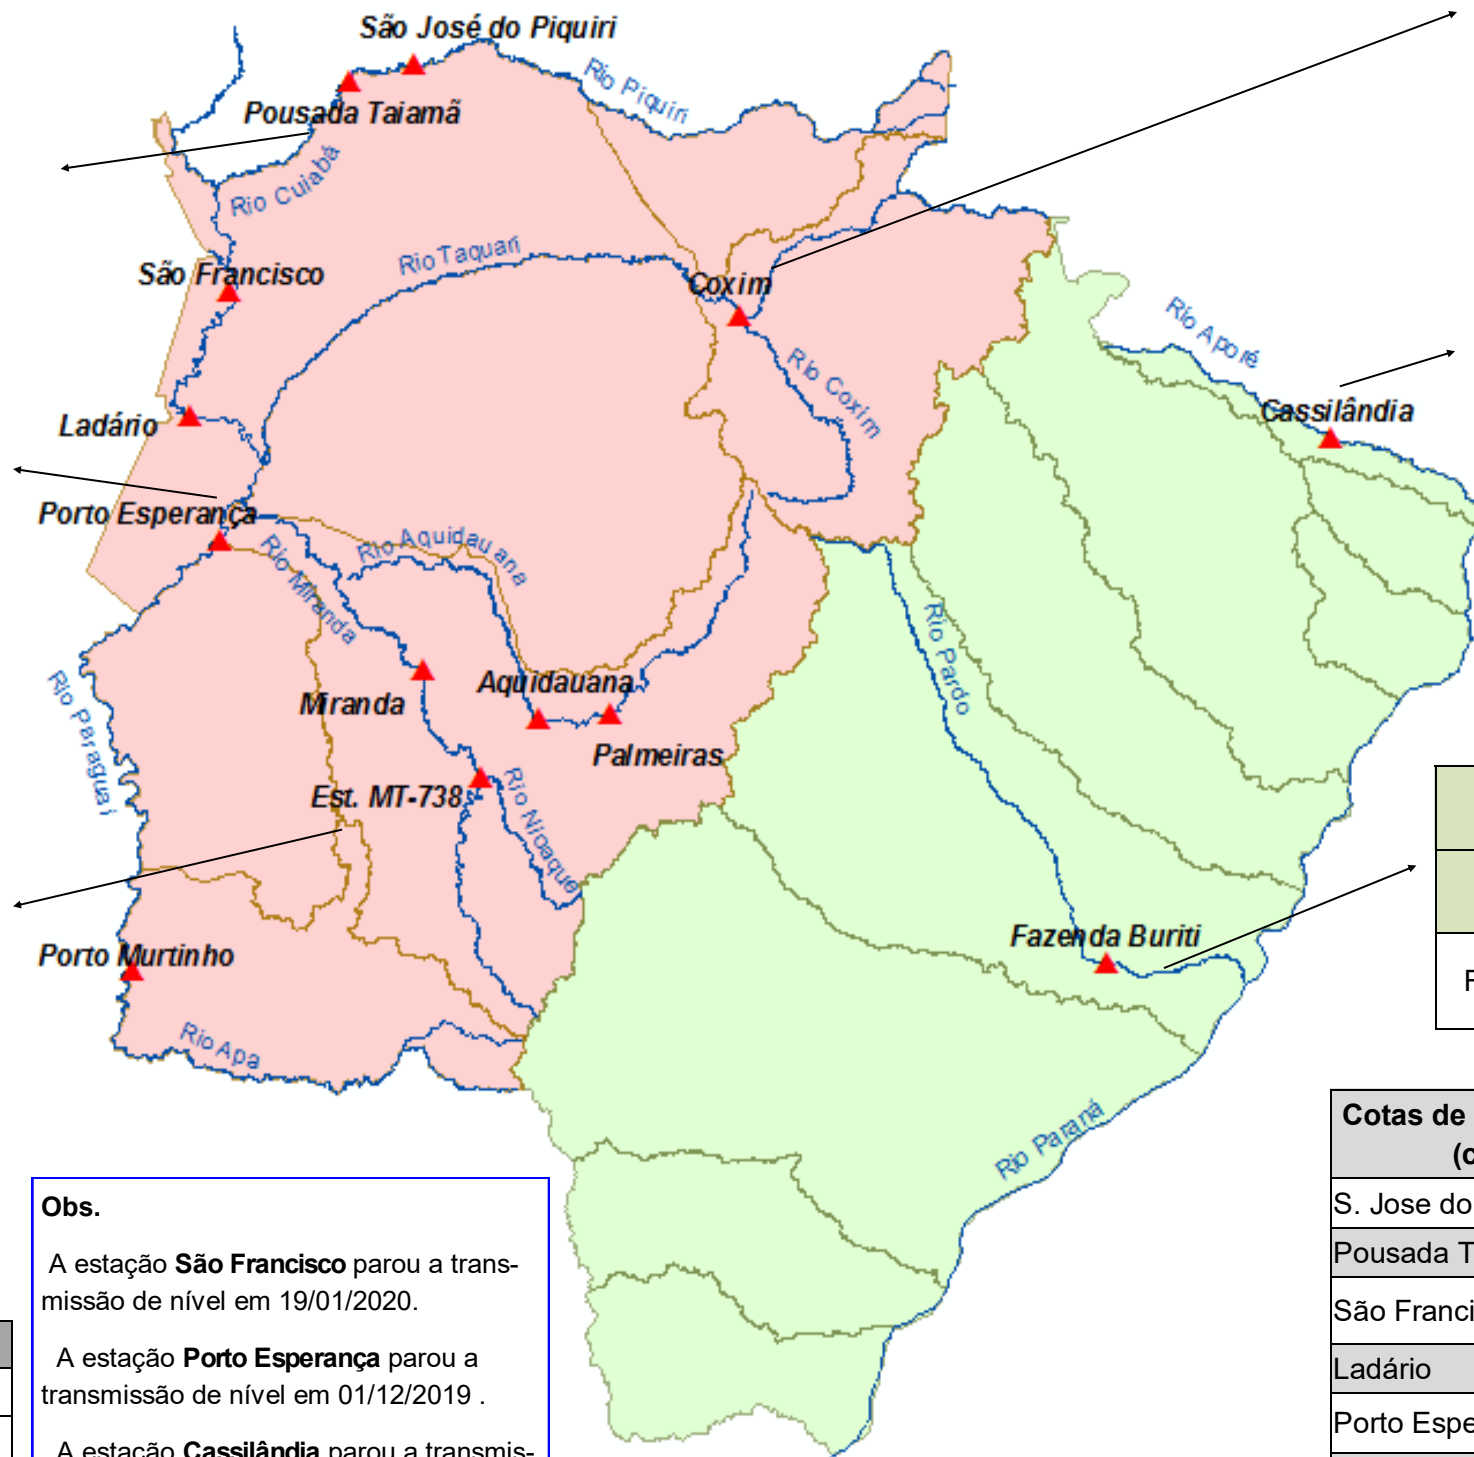 São José do Piquiri
Rio Piquiri
Pousada Taiamã
Rio Cuiabá
Rio Taquari
São Francisco
Coxim
Rio Aporé
Rio Coxim
Cassilândia
Ladário
Porto Esperança
Rio Aquidauana
Rio Miranda
Rio Pardo
Rio Paraguai
Aquidauana
Miranda
Palmeiras
Est. MT-738
Rio Nioaque
Fazenda Buriti
Porto Murtinho
F
Rio Apa
Rio Paraná
Cotas de
(c
S. Jose do
Pousada T
São Franci
Ladário
Porto Espe
Obs.
A estação São Francisco parou a trans-
missão de nível em 19/01/2020.
A estação Porto Esperança parou a
transmissão de nível em 01/12/2019 .
A estação Cassilândia parou a transmis-